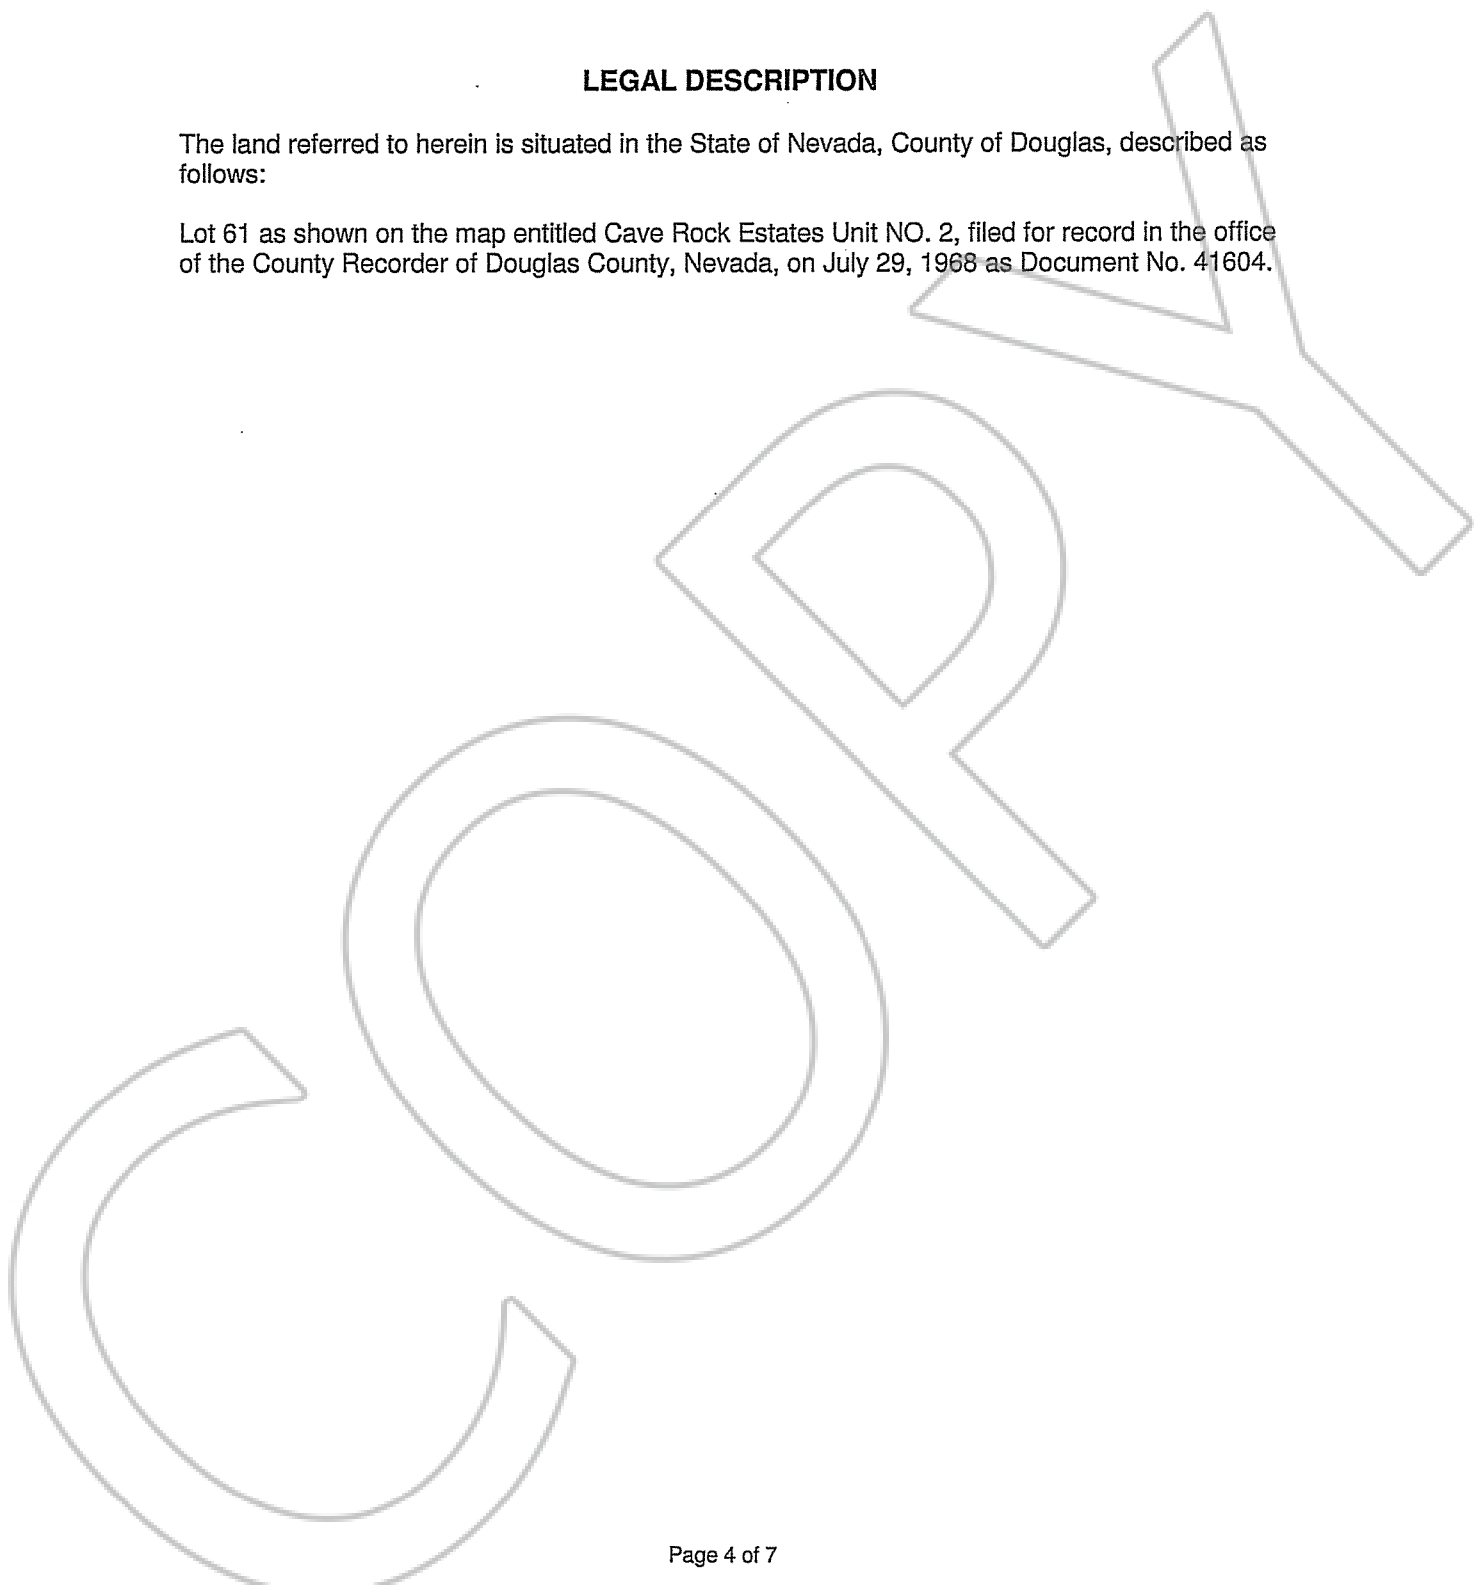 LEGAL DESCRIPTION
The land referred to herein is situated in the State of Nevada, County of Douglas, described as
follows:
Lot 61 as shown on the map entitled Cave Rock Estates Unit NO. 2, filed for record in the office
of the County Recorder of Douglas County, Nevada, on July 29, 1968 as Document No. 41604.
COPY
Page 4 of 7